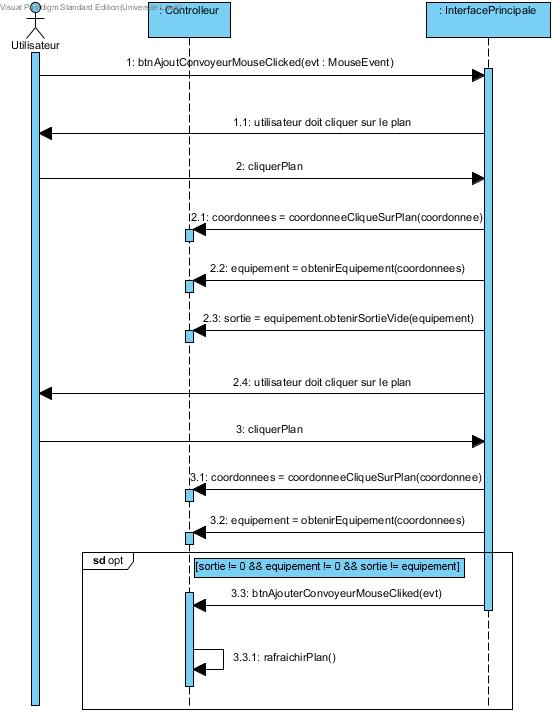 Visual Paradigm Standard Edition(Université Laval)
: Controlleur
: InterfacePrincipale
Utilisateur
1: btnAjoutConvoyeurMouseClicked(evt : MouseEvent)
1.1: utilisateur doit cliquer sur le plan
2: cliquerPlan
2.1: coordonnees = coordonneeCliqueSurPlan(coordonnee)
2.2: equipement = obtenirEquipement(coordonnees)
2.3: sortie = equipement.obtenirSortieVide(equipement)
2.4: utilisateur doit cliquer sur le plan
3: cliquerPlan
3.1: coordonnees = coordonneeCliqueSurPlan(coordonnee)
3.2: equipement = obtenirEquipement(coordonnees)
sd opt
[sortie != 0 && equipement != 0 && sortie != equipement]
3.3: btnAjouterConvoyeurMouseCliked(evt)
3.3.1: rafraichirPlan()